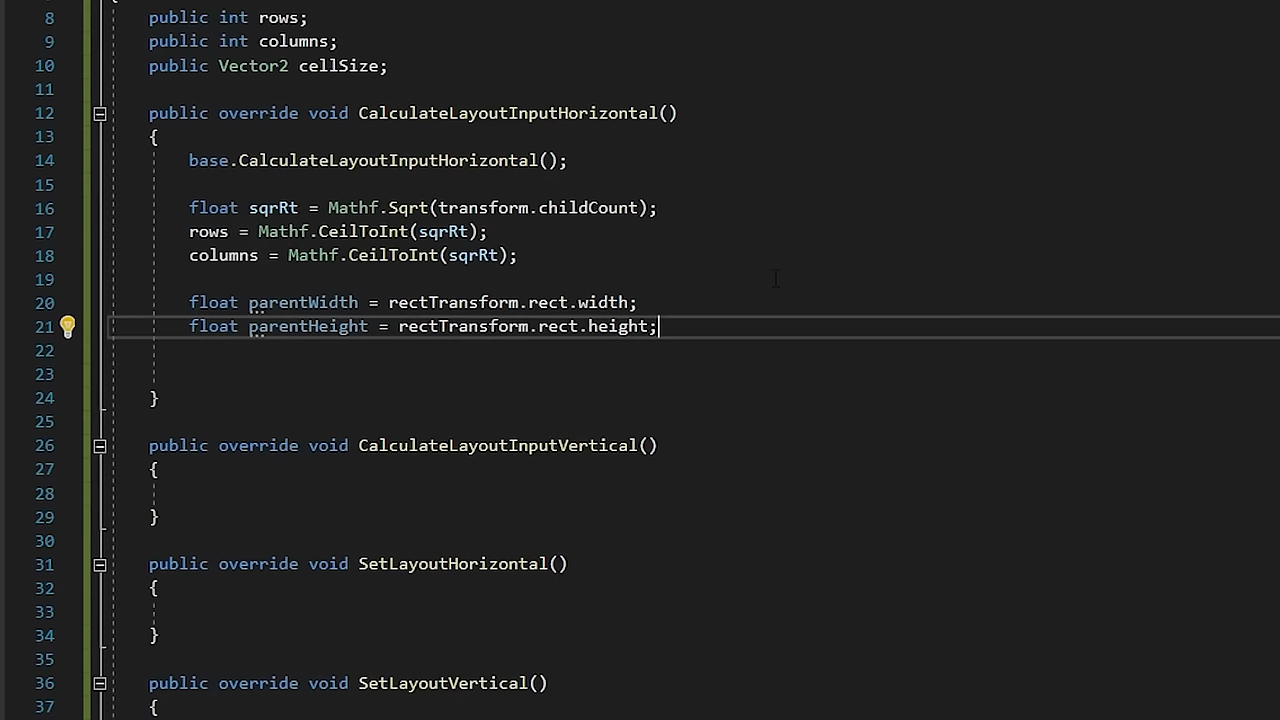 8 public int rows;
9 public int columns;
10 public Vector2 cellSize;
11
12 public override void CalculateLayoutInputHorizontal()
13 {
14 base.CalculateLayoutInputHorizontal();
15
16 float sqrRt = Mathf.Sqrt(transform.childCount);
17 rows = Mathf.CeilToInt(sqrRt);
18 columns = Mathf.CeilToInt(sqrRt);
19
20 float parentWidth = rectTransform.rect.width;
21 float parentHeight = rectTransform.rect.height;
22
23
24 }
25
26 public override void CalculateLayoutInputVertical()
27 {
28
29 }
30
31 public override void SetLayoutHorizontal()
32 {
33
34 }
35
36 public override void SetLayoutVertical()
37 {